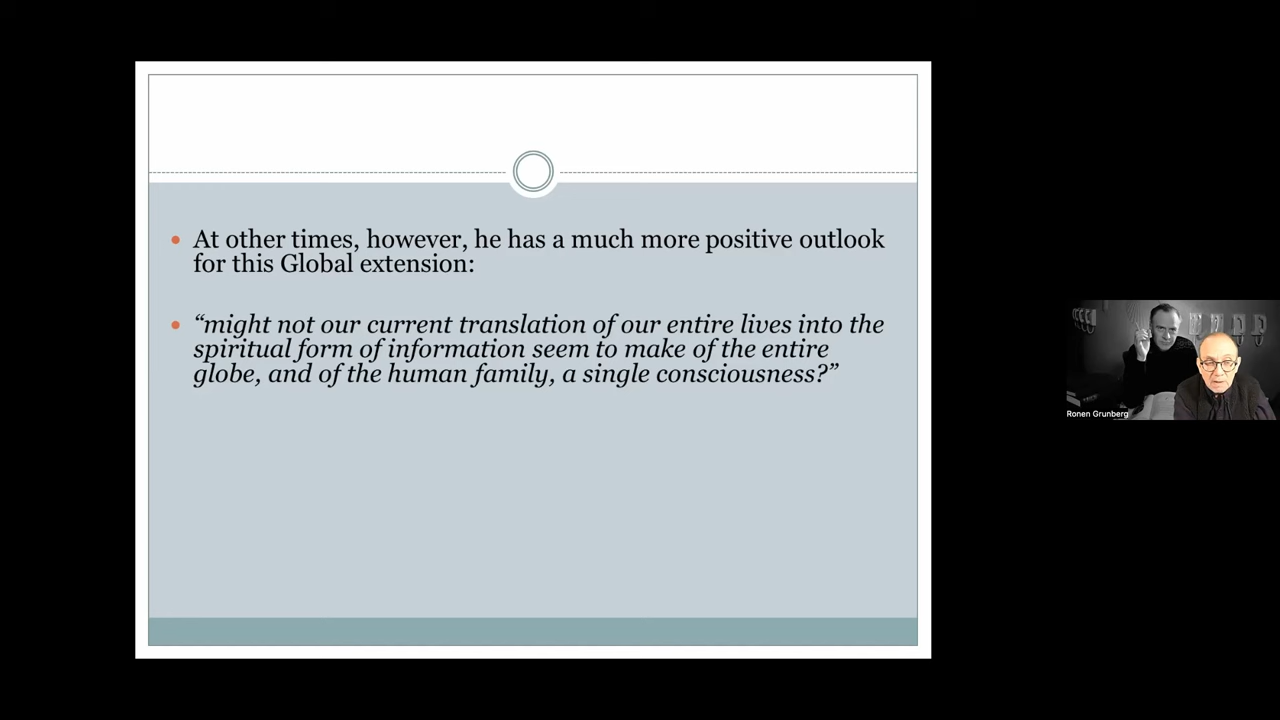 At other times, however, he has a much more positive outlook
for this Global extension:
“might not our current translation of our entire lives into the
spiritual form of information seem to make of the entire
globe, and of the human family, a single consciousness?”
Ronen Grunberg